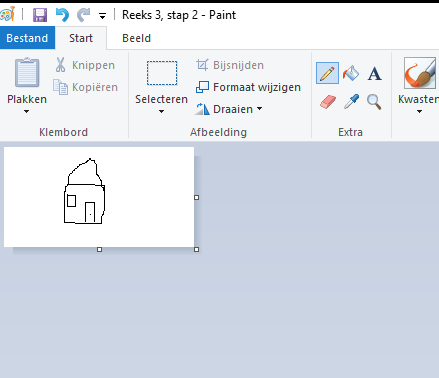 Reeks 3, stap 2 - Paint
Bestand Start Beeld
Plakken
Knippen
Kopiëren
Klembord
Selecteren
Bijsnijden
Formaat wijzigen
Draaien
Afbeelding
A
Extra
Kwasten